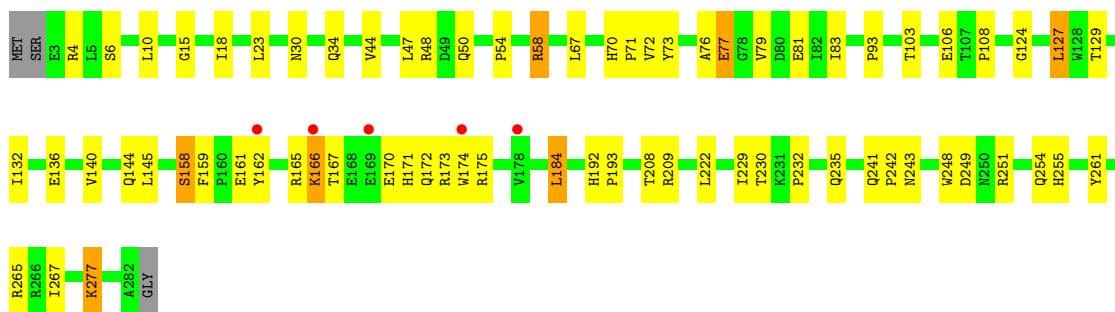 MET SER E3 R4 L5 S6 L10 G15 I18 L23 N30 Q34 V44 L47 R48 D49 Q50 P54 R58 L67 H70 P71 V72 Y73 A76 E77 G78 V79 D80 E81 I82 I83 P93 T103 E106 T107 P108 G124 L127 W128 T129
I132 E136 V140 Q144 L145 S158 F159 P160 E161 Y162 R165 K166 T167 E168 E169 E170 H171 Q172 R173 W174 R175 V178 L184 H192 P193 T208 R209 L222 I229 T230 K231 P232 Q235 Q241 P242 N243 W248 D249 N250 R251 Q254 H255 Y261
R265 R266 I267 K277 A282 GLY